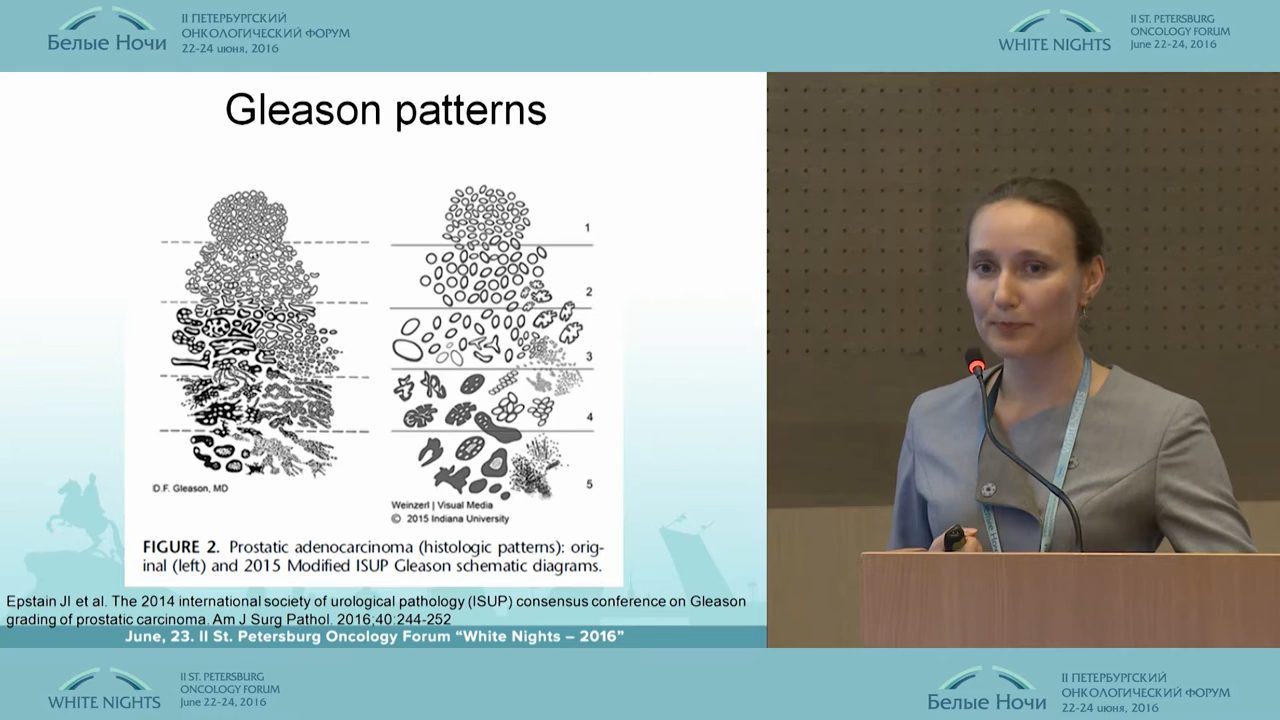 Белые Ночи
II ПЕТЕРБУРГСКИЙ
ОНКОЛОГИЧЕСКИЙ ФОРУМ
22-24 июня, 2016
WHITE NIGHTS
II ST. PETERSBURG
ONCOLOGY FORUM
June 22-24, 2016
Gleason patterns
1
2
3
4
5
D.F. Gleason, MD
Weinzerl | Visual Media
© 2015 Indiana University
FIGURE 2. Prostatic adenocarcinoma (histologic patterns): orig-
inal (left) and 2015 Modified ISUP Gleason schematic diagrams.
Epstain JI et al. The 2014 international society of urological pathology (ISUP) consensus conference on Gleason
grading of prostatic carcinoma. Am J Surg Pathol. 2016;40:244-252
June, 23. II St. Petersburg Oncology Forum “White Nights – 2016”
WHITE NIGHTS
II ST. PETERSBURG
ONCOLOGY FORUM
June 22-24, 2016
Белые Ночи
II ПЕТЕРБУРГСКИЙ
ОНКОЛОГИЧЕСКИЙ ФОРУМ
22-24 июня, 2016